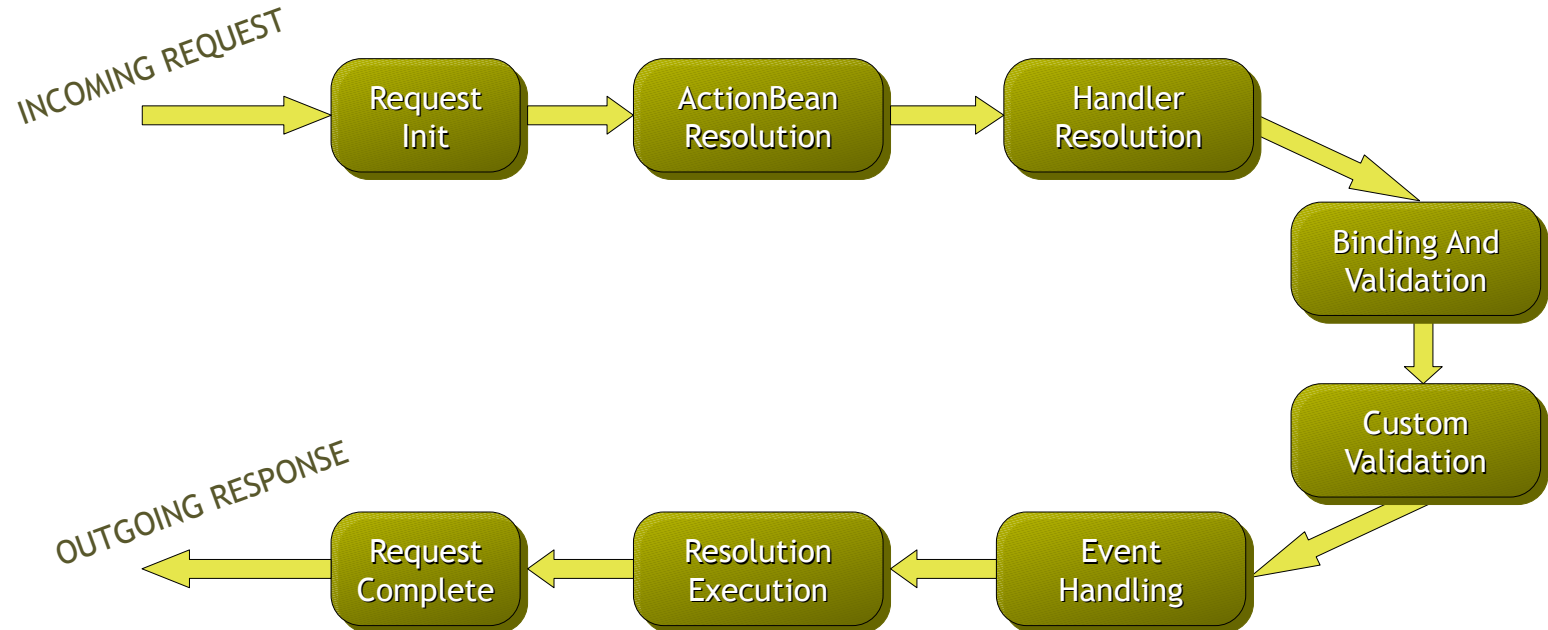 INCOMING REQUEST
Request
Init
ActionBean
Resolution
Handler
Resolution
Binding And
Validation
Custom
Validation
Event
Handling
Resolution
Execution
Request
Complete
OUTGOING RESPONSE